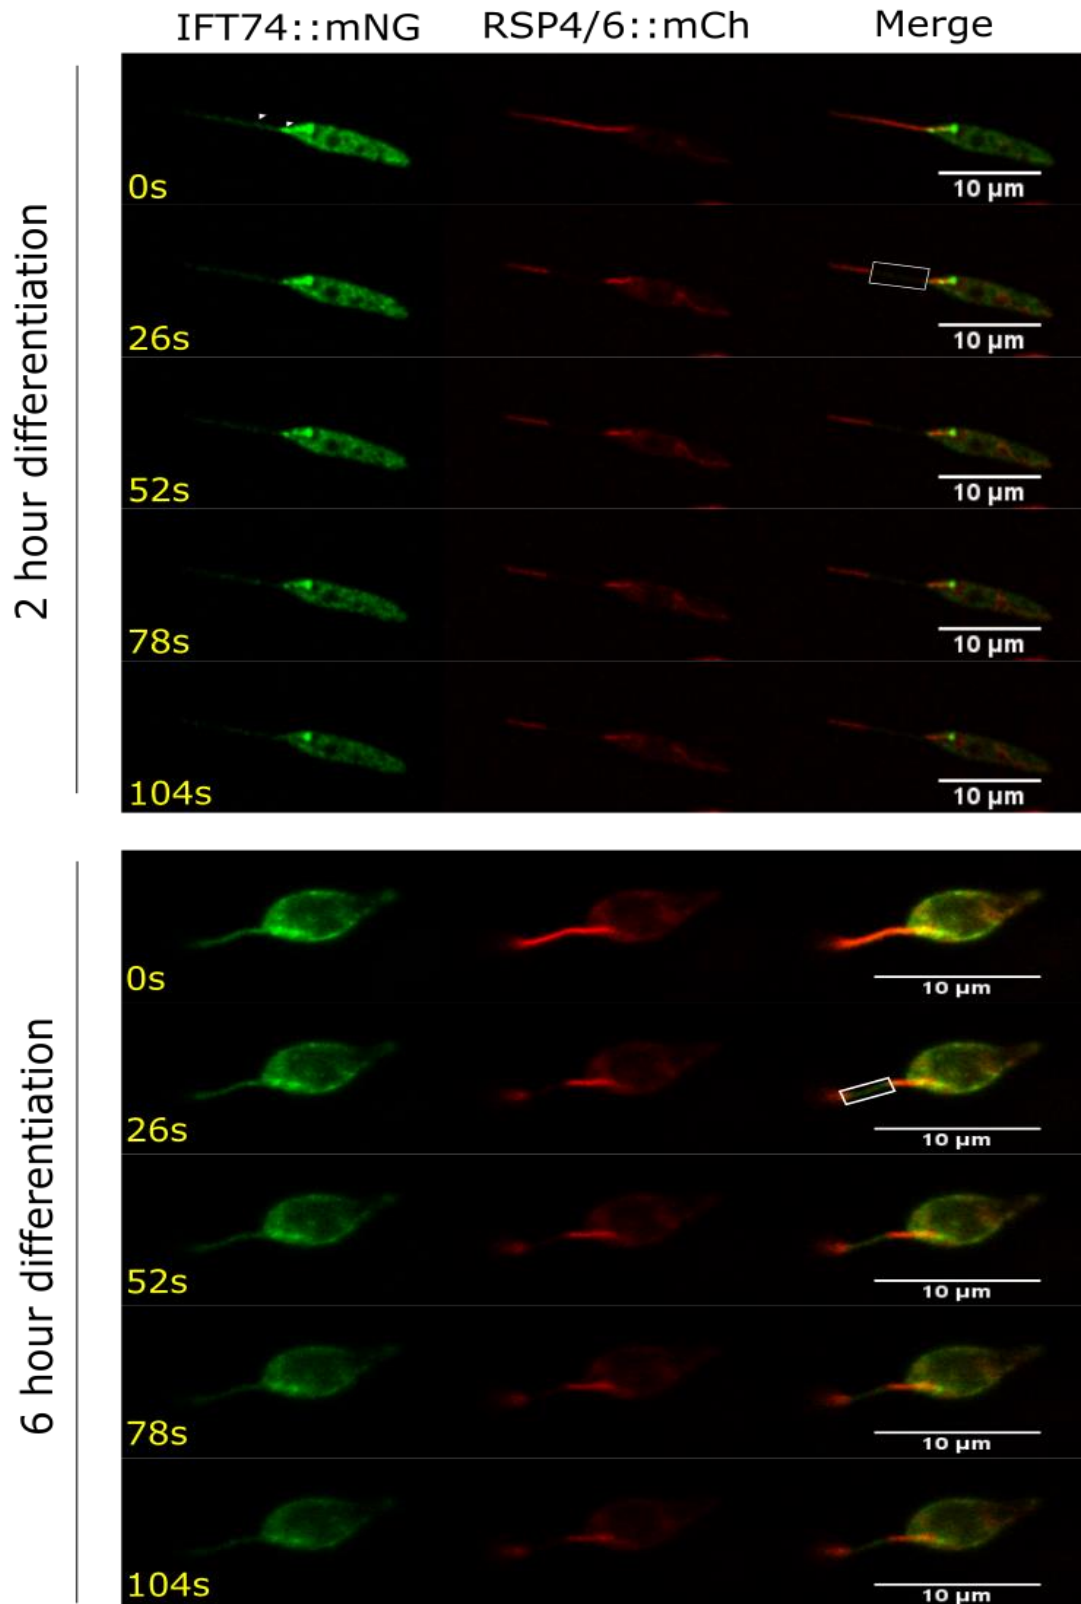 IFT74::mNG RSP4/6::mCh Merge
2 hour differentiation
0s
10 µm
26s
10 µm
52s
10 µm
78s
10 µm
104s
10 µm
6 hour differentiation
0s
10 µm
26s
10 µm
52s
10 µm
78s
10 µm
104s
10 µm